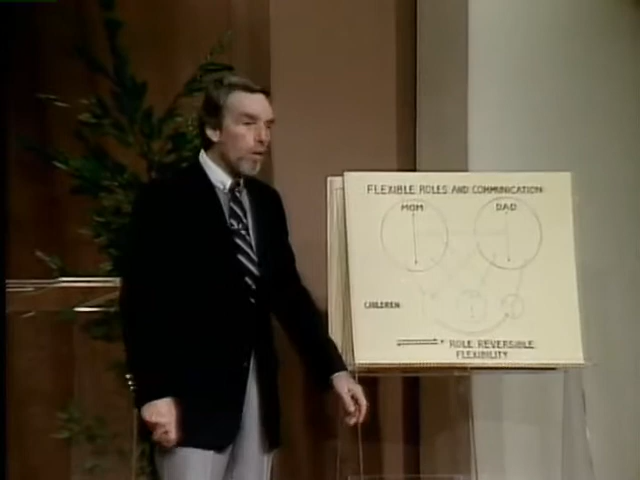 FLEXIBLE ROLES AND COMMUNICATION
MOM DAD
CHILDREN
ROLE REVERSIBLE
FLEXIBILITY